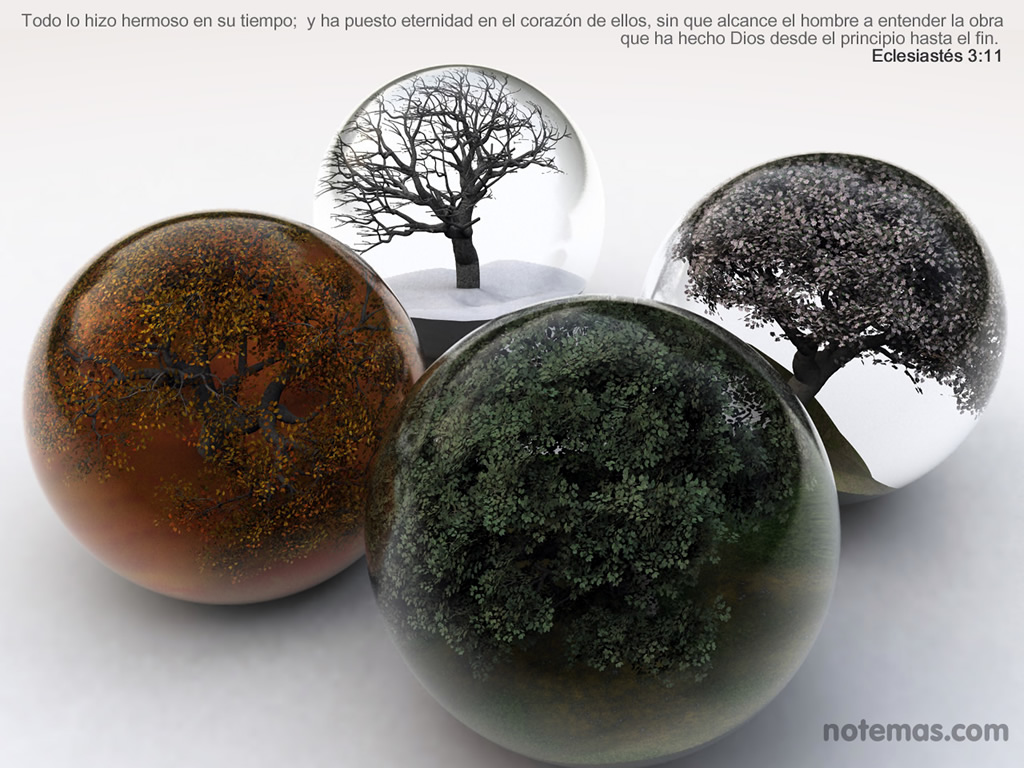 Todo lo hizo hermoso en su tiempo;  y ha puesto eternidad en el corazón de ellos, sin que alcance el hombre a entender la obra
que ha hecho Dios desde el principio hasta el fin.
Eclesiastés 3:11
notemas.com